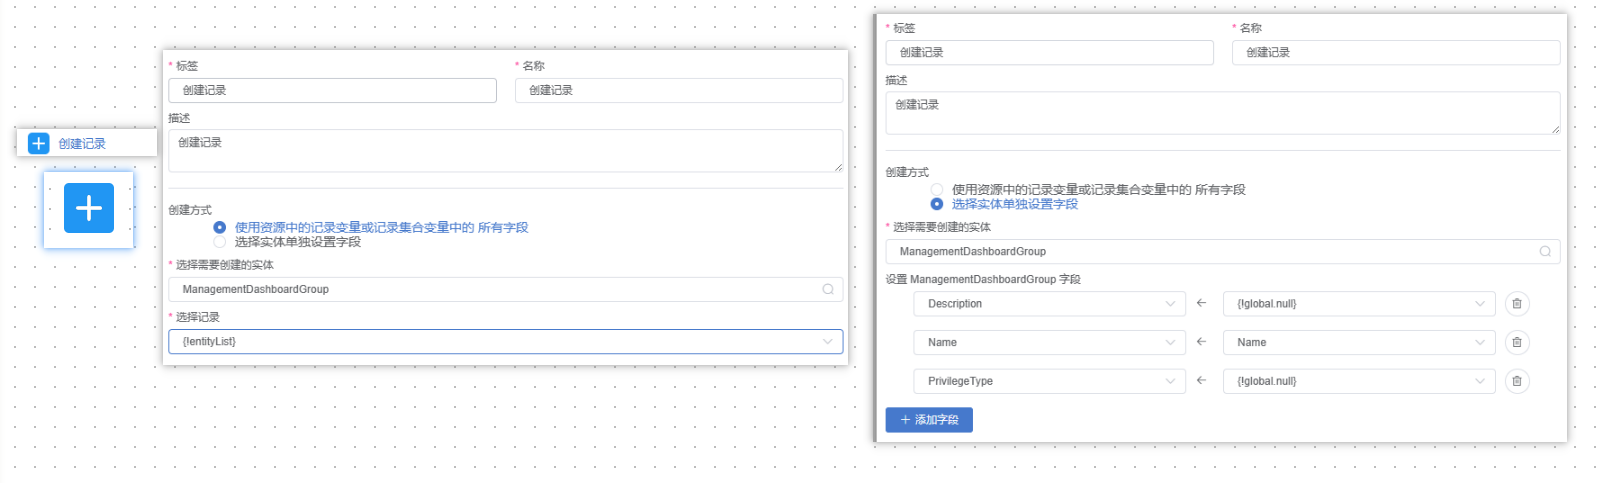 创建记录
* 标签
* 名称
创建记录
创建记录
描述
创建记录
创建方式
使用资源中的记录变量或记录集合变量中的 所有字段
选择实体单独设置字段
* 选择需要创建的实体
ManagementDashboardGroup
* 选择记录
{!entityList}
* 标签
* 名称
创建记录
创建记录
描述
创建记录
创建方式
使用资源中的记录变量或记录集合变量中的 所有字段
选择实体单独设置字段
* 选择需要创建的实体
ManagementDashboardGroup
设置 ManagementDashboardGroup 字段
Description ← {!global.null}
Name ← Name
PrivilegeType ← {!global.null}
+ 添加字段